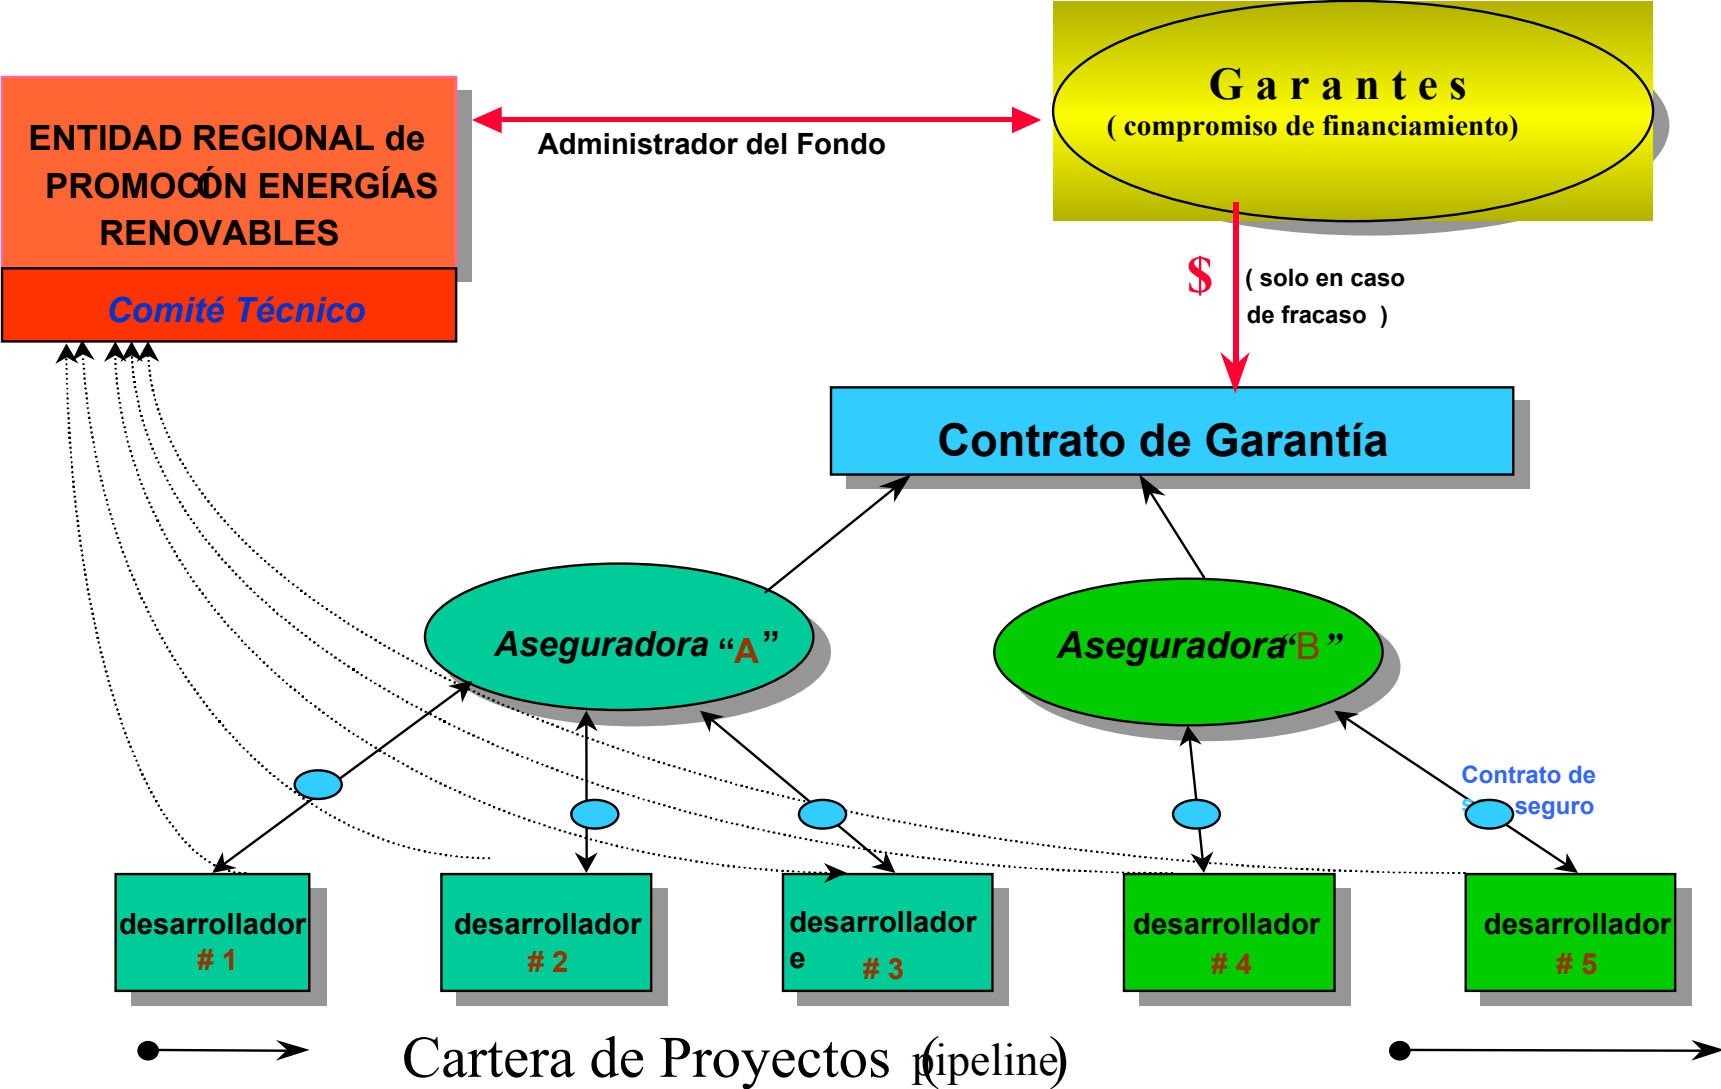 ENTIDAD REGIONAL de
PROMOCIÓN ENERGÍAS
RENOVABLES
Comité Técnico
Administrador del Fondo
Garantes
( compromiso de financiamiento)
$
( solo en caso
de fracaso )
Contrato de Garantía
Aseguradora “A”
Aseguradora“B”
Contrato de
seguro
desarrollador
# 1
desarrollador
# 2
desarrollador
e
# 3
desarrollador
# 4
desarrollador
# 5
Cartera de Proyectos (pipeline)